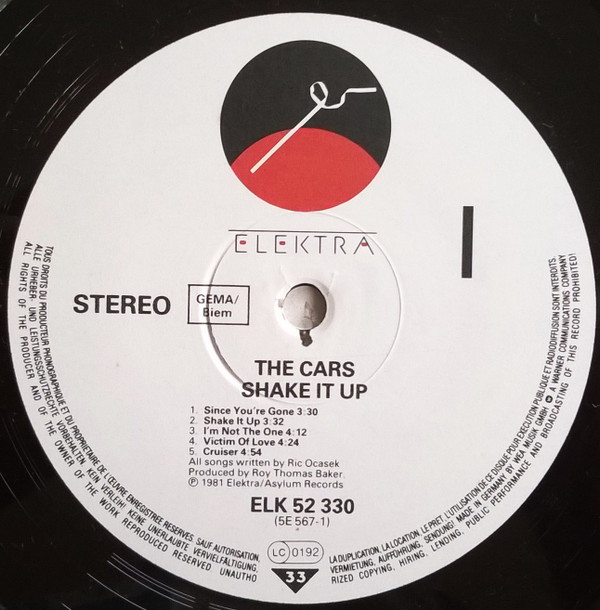 ELEKTRA
I
STEREO
GEMA/
Biem
THE CARS
SHAKE IT UP
1. Since You're Gone 3:30
2. Shake It Up 3:32
3. I'm Not The One 4:12
4. Victim Of Love 4:24
5. Cruiser 4:54
All songs written by Ric Ocasek
Produced by Roy Thomas Baker.
℗ 1981 Elektra/Asylum Records
ELK 52 330
(5E 567-1)
LC 0192
33
TOUS DROITS DU PRODUCTEUR PHONOGRAPHIQUE ET DU PROPRIETAIRE DE L'ŒUVRE ENREGISTREE RESERVES. SAUF AUTORISATION, LA DUPLICATION, LA LOCATION, LE PRET, L'UTILISATION DE CE DISQUE POUR EXECUTION PUBLIQUE ET RADIODIFFUSION SONT INTERDITS.
ALLE URHEBER- UND LEISTUNGSSCHUTZRECHTE VORBEHALTEN. KEIN VERLEIH! KEINE UNERLAUBTE VERVIELFÄLTIGUNG, VERMIETUNG, AUFFÜHRUNG, SENDUNG! MADE IN GERMANY BY WEA MUSIK GMBH A WARNER COMMUNICATIONS COMPANY
ALL RIGHTS OF THE PRODUCER AND OF THE OWNER OF THE WORK REPRODUCED RESERVED. UNAUTHORIZED COPYING, HIRING, LENDING, PUBLIC PERFORMANCE AND BROADCASTING OF THIS RECORD PROHIBITED!